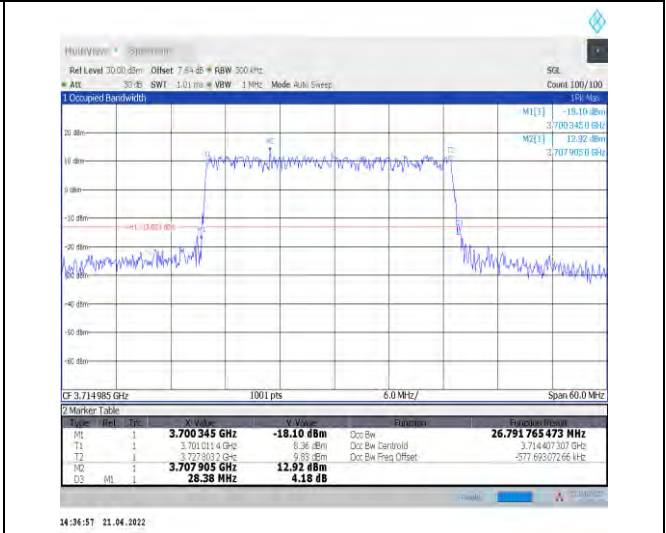 MultiView Spectrum
Ref Level 30.00 dBm Offset 7.64 dB RBW 300 kHz SGL
Att 30 dB SWT 1.01 ms VBW 1 MHz Mode Auto Sweep Count 100/100
1 Occupied Bandwidth 1Pk Max
M1[1] -18.10 dBm
3.700345 0 GHz
M2[1] 12.92 dBm
3.707905 0 GHz
20 dBm
10 dBm
0 dBm
-10 dBm
-20 dBm
-30 dBm
-40 dBm
-50 dBm
-60 dBm
T1
M2
T2
M1
D3
CF 3.714985 GHz 1001 pts 6.0 MHz/ Span 60.0 MHz
2 Marker Table
Type Ref Trc X-Value Y-Value Function Function Result
M1 1 3.700 345 GHz -18.10 dBm Occ Bw 26.791 765 473 MHz
T1 1 3.701 011 4 GHz 8.36 dBm Occ Bw Centroid 3.714 407 307 GHz
T2 1 3.727 803 2 GHz 9.83 dBm Occ Bw Freq Offset -577.693 072 66 kHz
M2 1 3.707 905 GHz 12.92 dBm
D3 M1 1 28.38 MHz 4.18 dB
14:36:57 21.04.2022